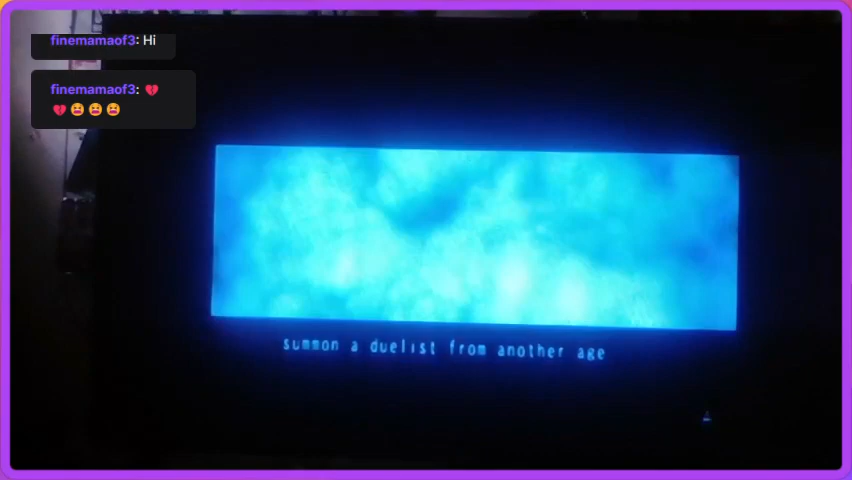 finemamaof3: Hi
finemamaof3: 💔
💔😫😫😫
summon a duelist from another age